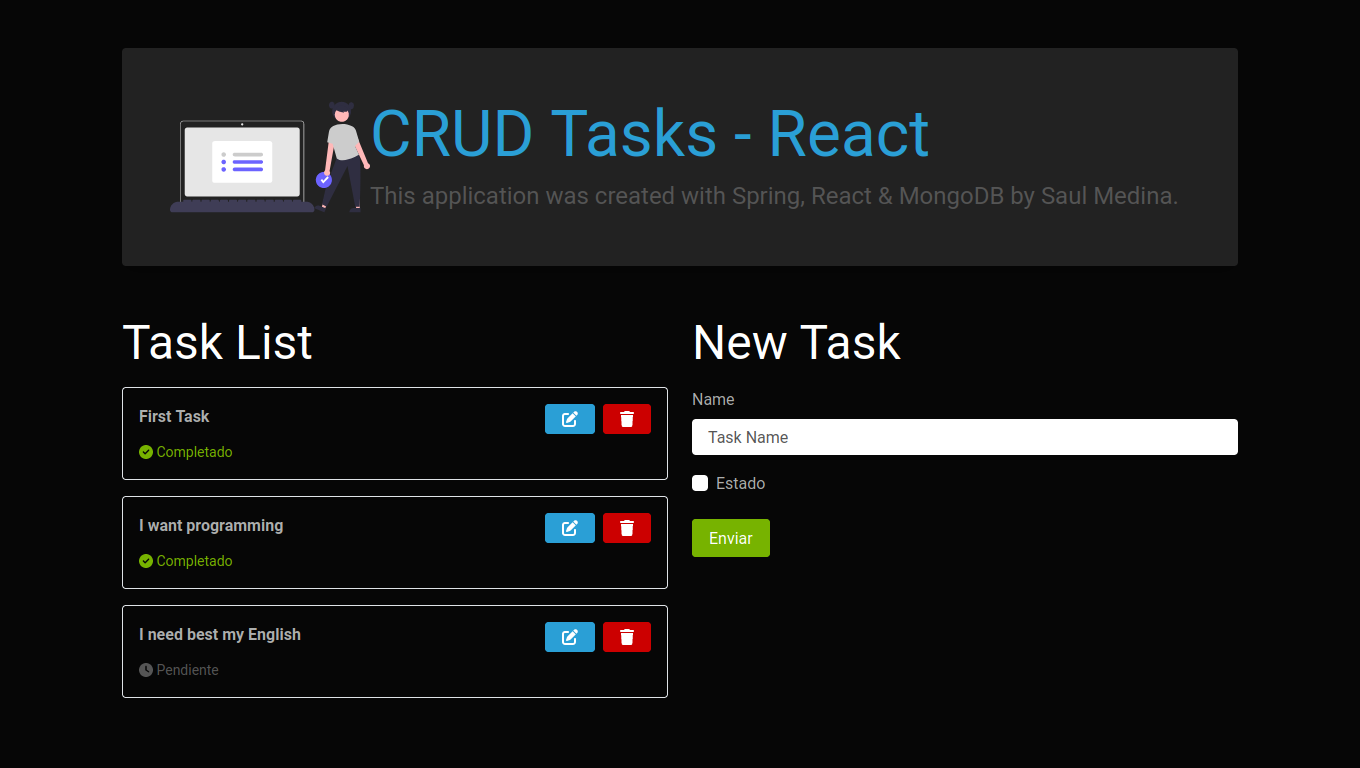 CRUD Tasks - React
This application was created with Spring, React & MongoDB by Saul Medina.
Task List
First Task
Completado
I want programming
Completado
I need best my English
Pendiente
New Task
Name
Task Name
Estado
Enviar